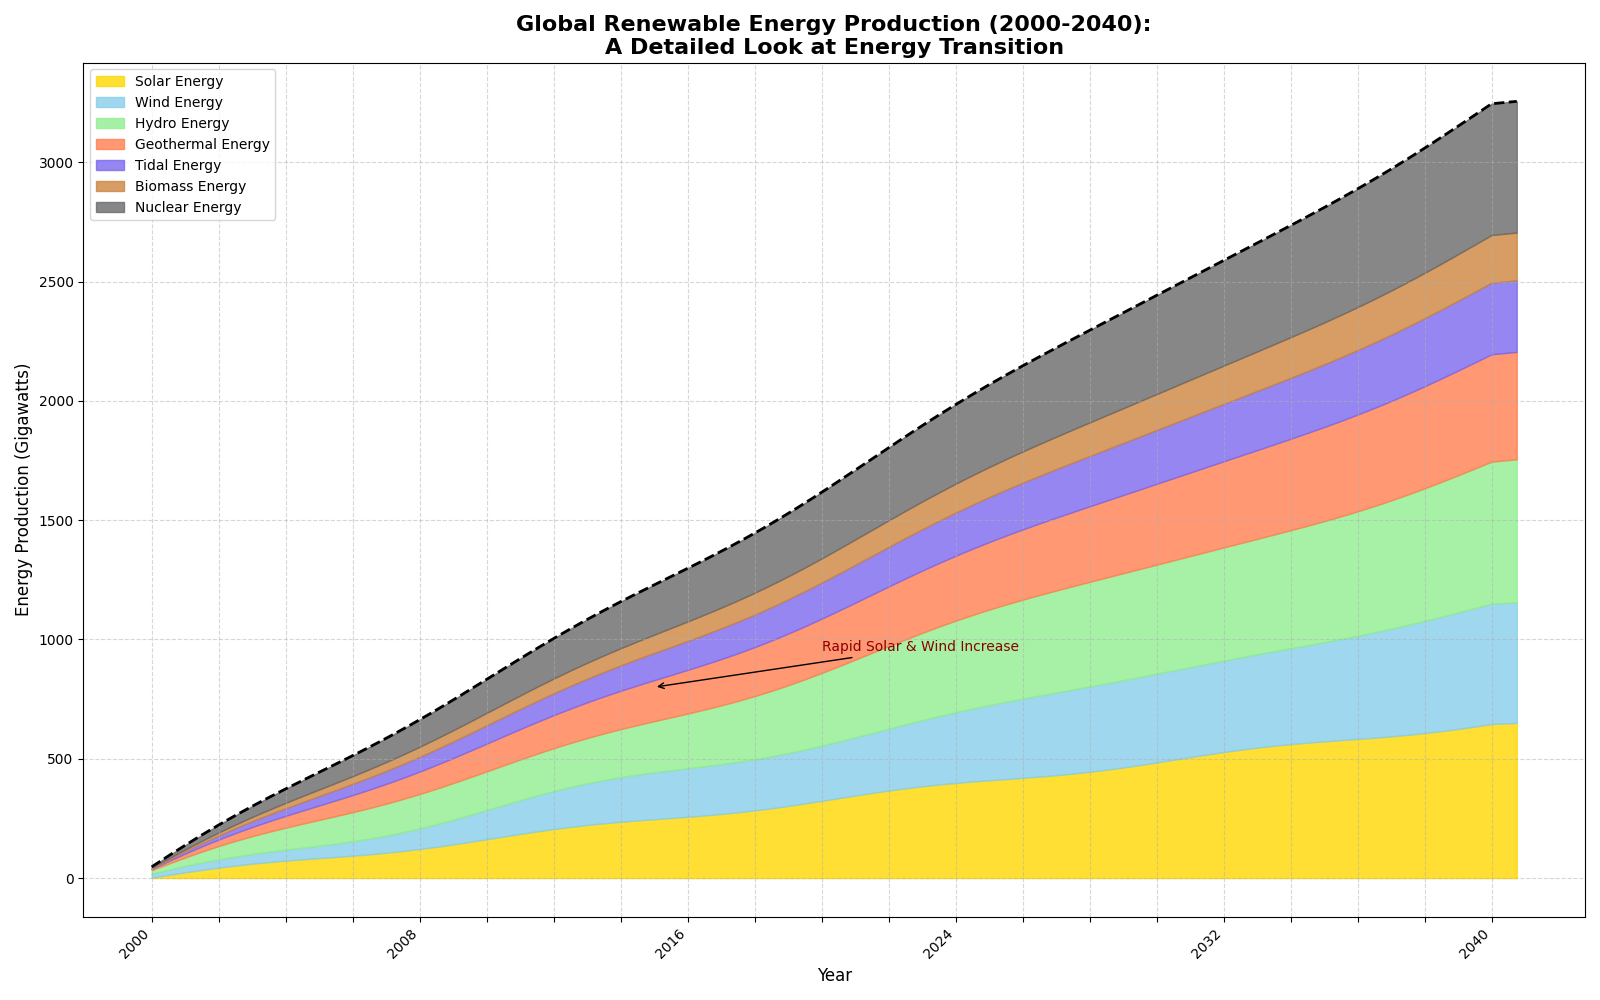 Global Renewable Energy Production (2000-2040):
A Detailed Look at Energy Transition
Solar Energy
Wind Energy
Hydro Energy
Geothermal Energy
Tidal Energy
Biomass Energy
Nuclear Energy
Energy Production (Gigawatts)
3000
2500
2000
1500
1000
500
0
Rapid Solar & Wind Increase
2000
2008
2016
2024
2032
2040
Year